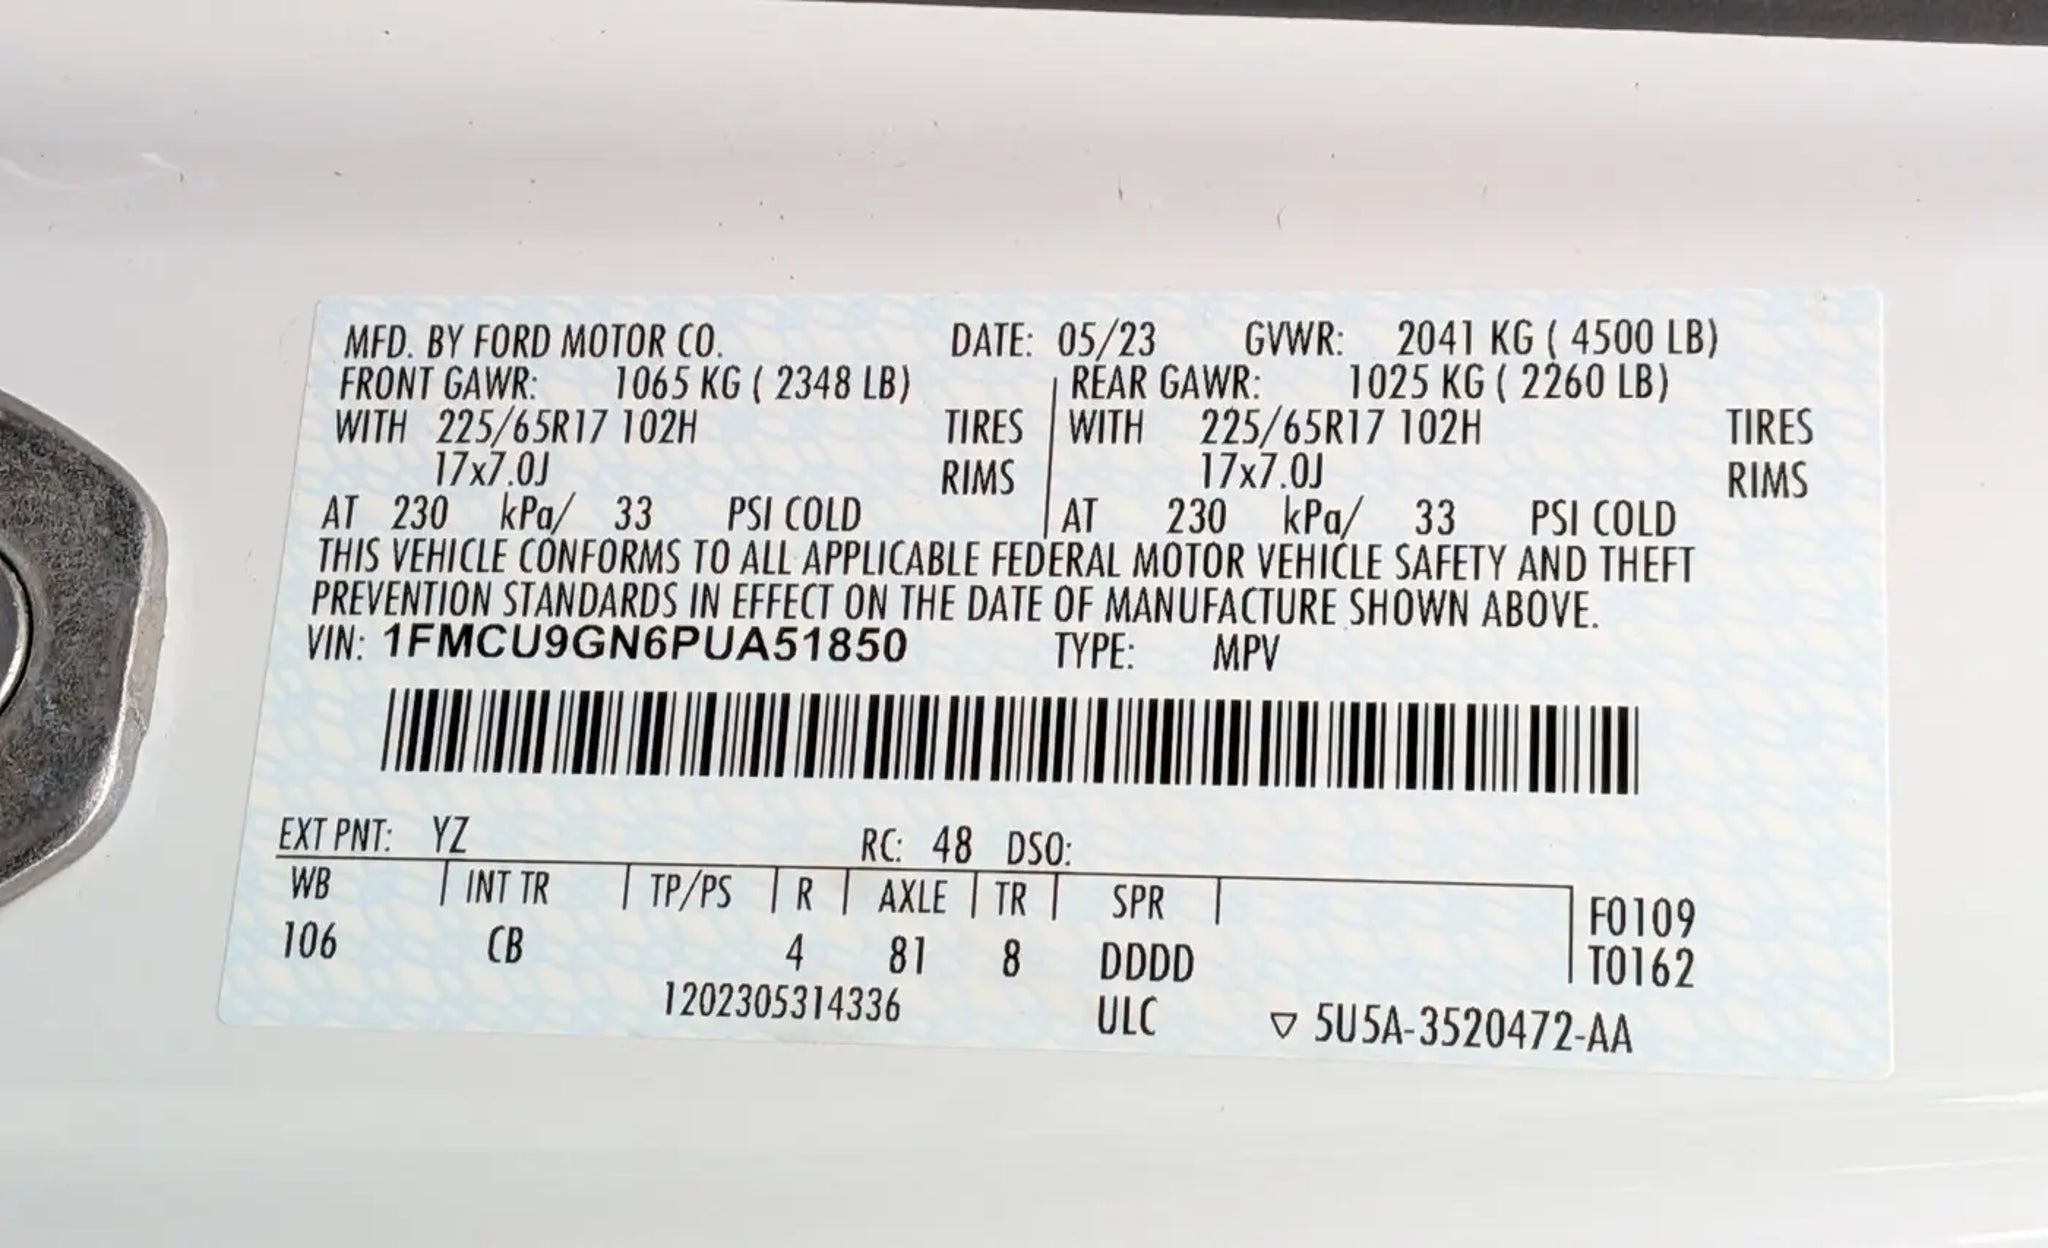 MFD. BY FORD MOTOR CO. DATE: 05/23 GVWR: 2041 KG ( 4500 LB)
FRONT GAWR: 1065 KG ( 2348 LB) REAR GAWR: 1025 KG ( 2260 LB)
WITH 225/65R17 102H TIRES WITH 225/65R17 102H TIRES
17x7.0J RIMS 17x7.0J RIMS
AT 230 kPa/ 33 PSI COLD AT 230 kPa/ 33 PSI COLD
THIS VEHICLE CONFORMS TO ALL APPLICABLE FEDERAL MOTOR VEHICLE SAFETY AND THEFT
PREVENTION STANDARDS IN EFFECT ON THE DATE OF MANUFACTURE SHOWN ABOVE.
VIN: 1FMCU9GN6PUA51850 TYPE: MPV
EXT PNT: YZ RC: 48 DSO:
WB INT TR TP/PS R AXLE TR SPR F0109
106 CB 4 81 8 DDDD T0162
1202305314336 ULC ▽ 5U5A-3520472-AA